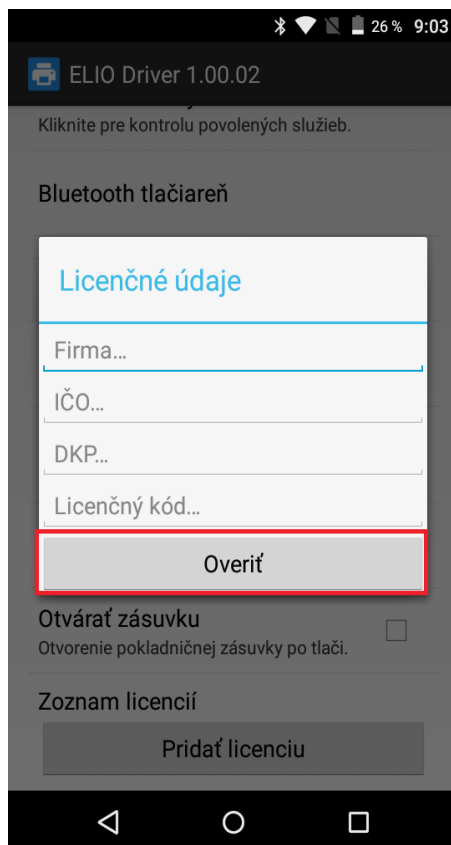 26 % 9:03
ELIO Driver 1.00.02
Kliknite pre kontrolu povolených služieb.
Bluetooth tlačiareň
Licenčné údaje
Firma...
IČO...
DKP...
Licenčný kód...
Overiť
Otvárať zásuvku
Otvorenie pokladničnej zásuvky po tlači.
Zoznam licencií
Pridať licenciu